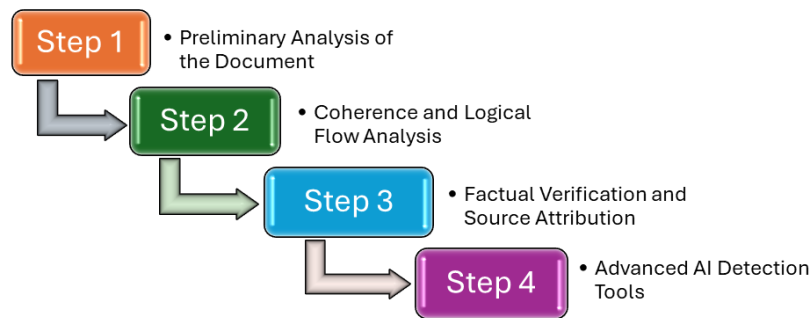 Step 1
• Preliminary Analysis of
the Document
Step 2
• Coherence and Logical
Flow Analysis
Step 3
• Factual Verification and
Source Attribution
Step 4
• Advanced AI Detection
Tools